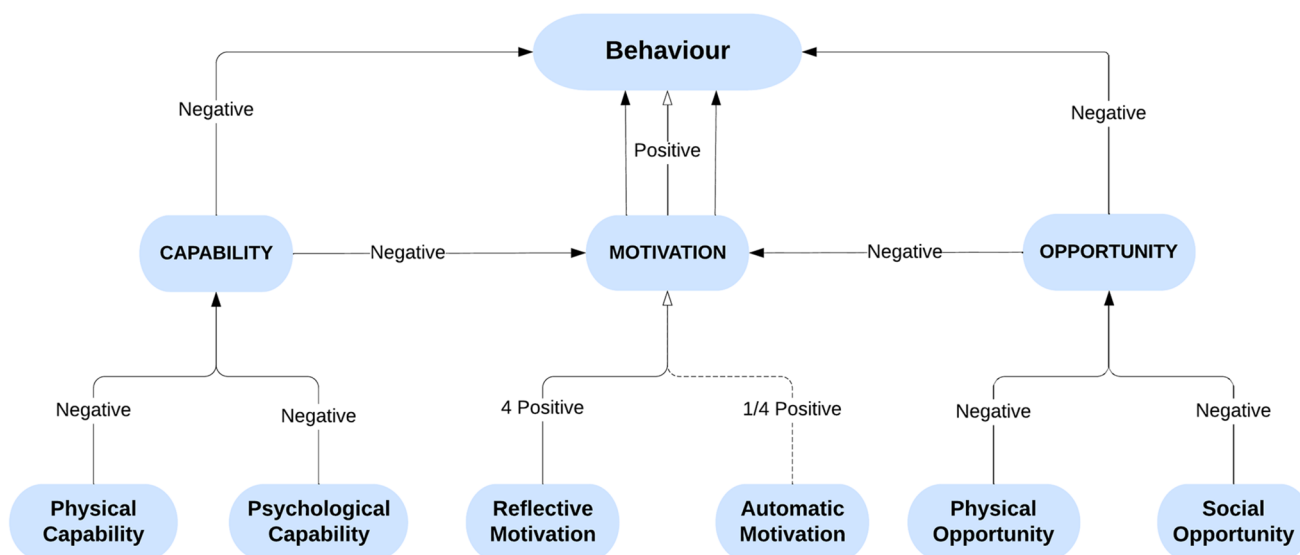 Behaviour
Negative
Negative
Positive
CAPABILITY
Negative
MOTIVATION
Negative
OPPORTUNITY
Negative
Negative
4 Positive
1/4 Positive
Negative
Negative
Physical
Capability
Psychological
Capability
Reflective
Motivation
Automatic
Motivation
Physical
Opportunity
Social
Opportunity